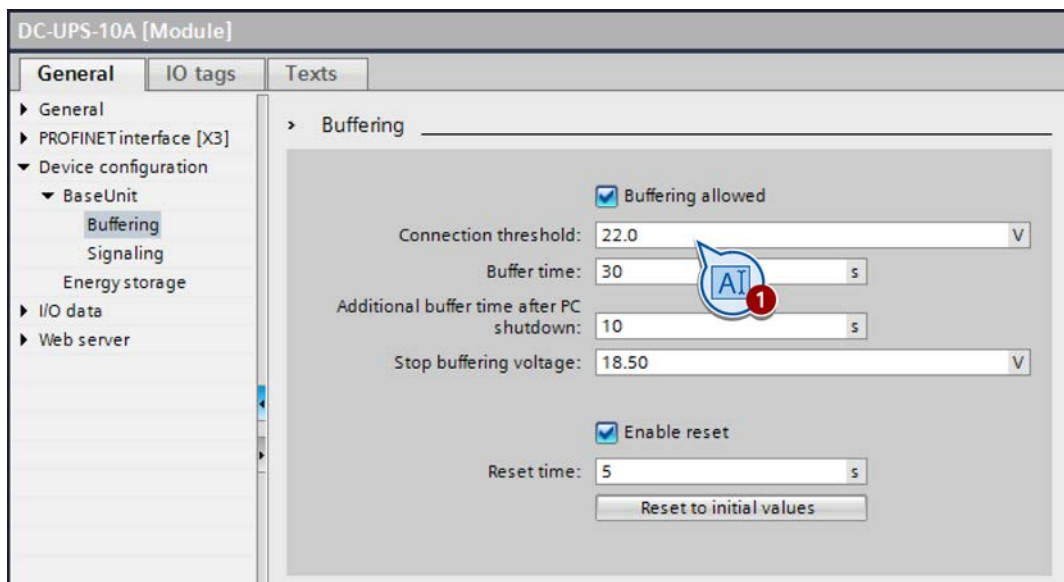 DC-UPS-10A [Module]
General IO tags Texts
General
PROFINET interface [X3]
Device configuration
BaseUnit
Buffering
Signaling
Energy storage
I/O data
Web server
Buffering
Buffering allowed
Connection threshold: 22.0 V
Buffer time: 30 s
Additional buffer time after PC
shutdown: 10 s
Stop buffering voltage: 18.50 V
Enable reset
Reset time: 5 s
Reset to initial values
AI
1